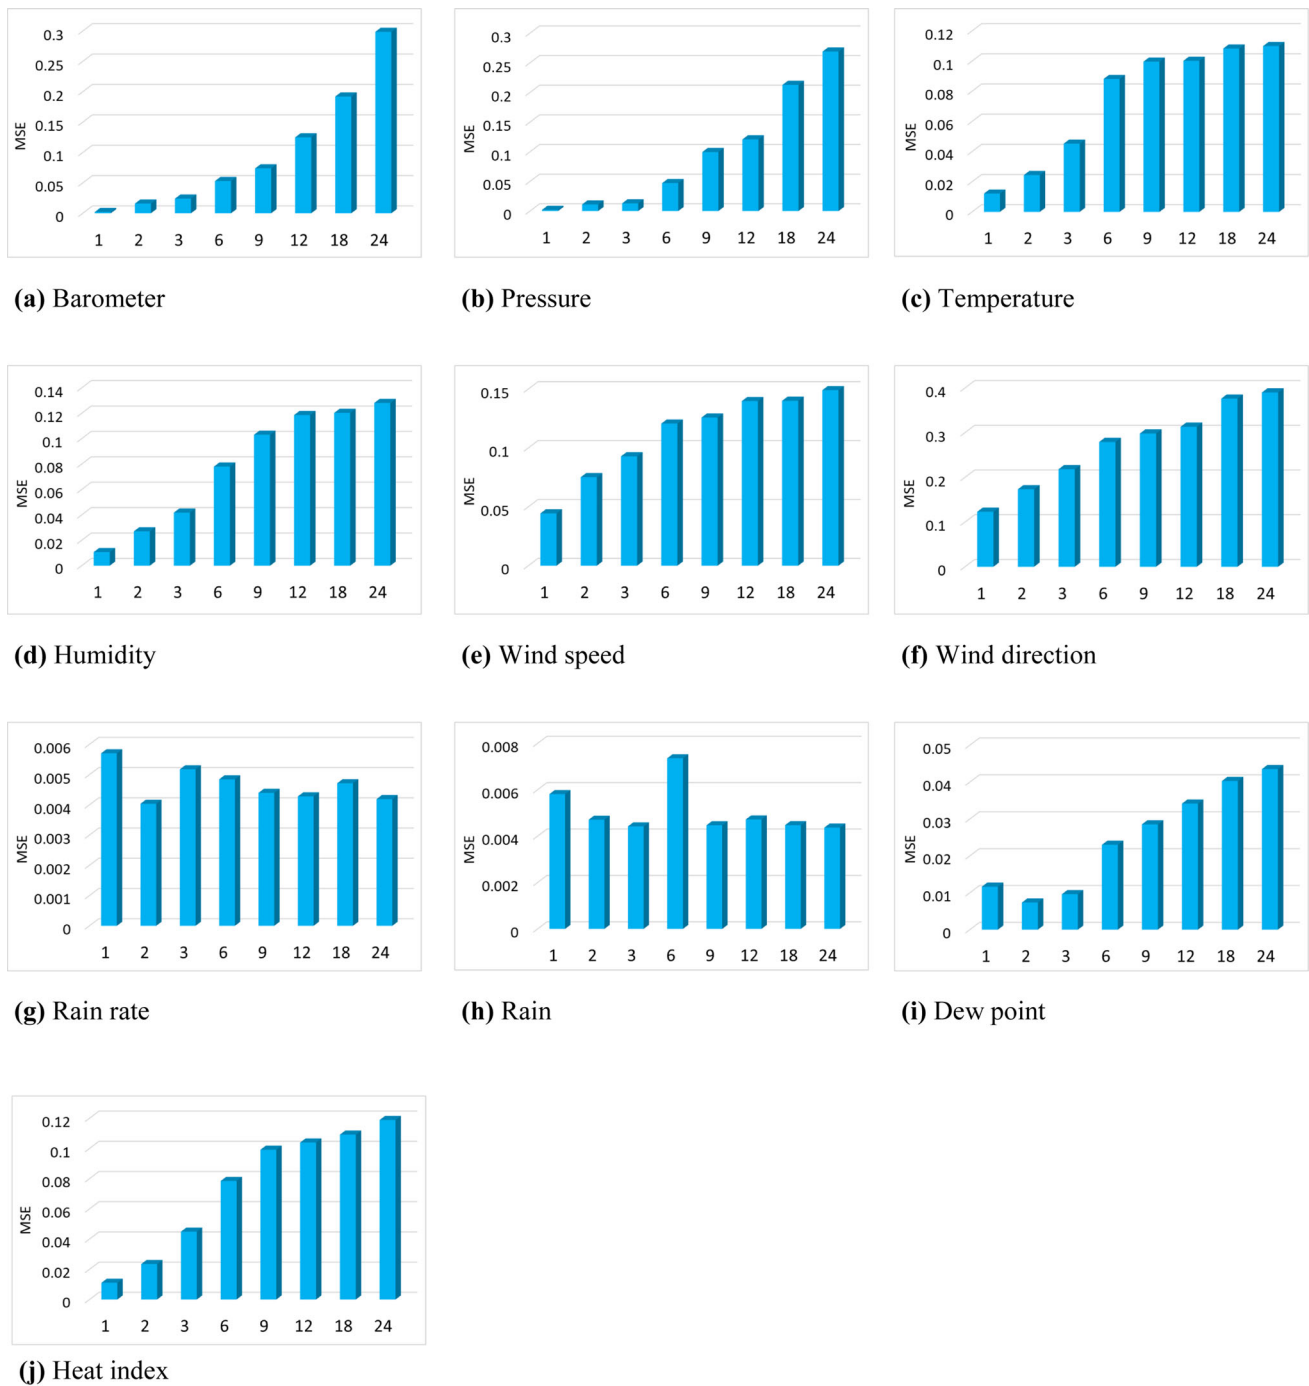 0.3
0.25
0.2
0.15
0.1
0.05
0
MSE
1 2 3 6 9 12 18 24
(a) Barometer
0.3
0.25
0.2
0.15
0.1
0.05
0
MSE
1 2 3 6 9 12 18 24
(b) Pressure
0.12
0.1
0.08
0.06
0.04
0.02
0
MSE
1 2 3 6 9 12 18 24
(c) Temperature
0.14
0.12
0.1
0.08
0.06
0.04
0.02
0
MSE
1 2 3 6 9 12 18 24
(d) Humidity
0.15
0.1
0.05
0
MSE
1 2 3 6 9 12 18 24
(e) Wind speed
0.4
0.3
0.2
0.1
0
MSE
1 2 3 6 9 12 18 24
(f) Wind direction
0.006
0.005
0.004
0.003
0.002
0.001
0
MSE
1 2 3 6 9 12 18 24
(g) Rain rate
0.008
0.006
0.004
0.002
0
MSE
1 2 3 6 9 12 18 24
(h) Rain
0.05
0.04
0.03
0.02
0.01
0
MSE
1 2 3 6 9 12 18 24
(i) Dew point
0.12
0.1
0.08
0.06
0.04
0.02
0
MSE
1 2 3 6 9 12 18 24
(j) Heat index